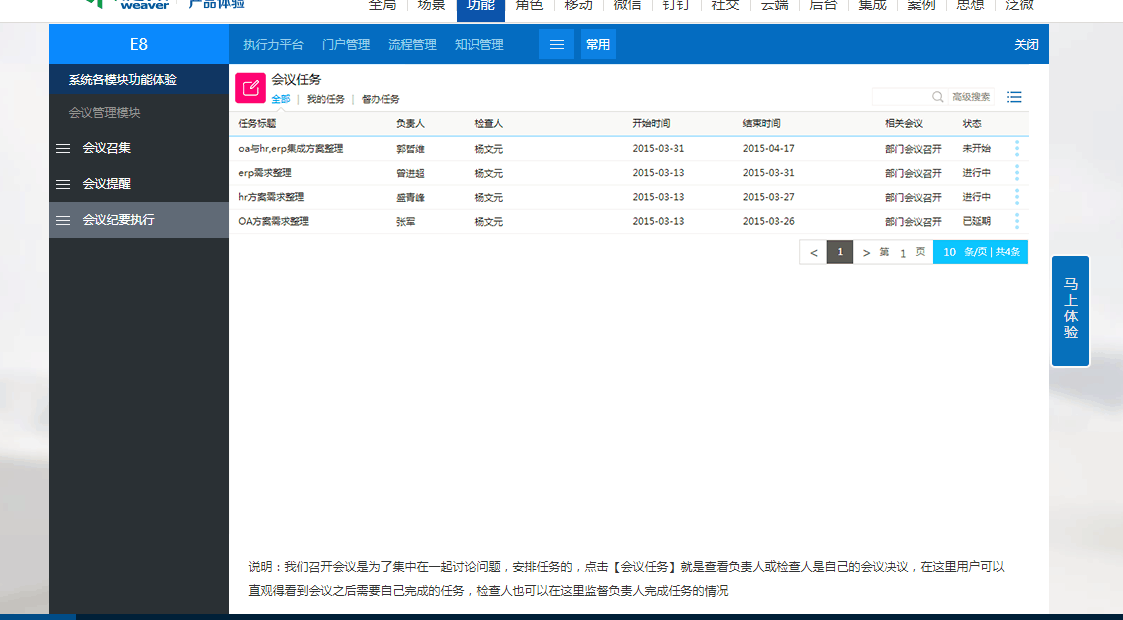 weaver 产品体验
全局 场景 功能 角色 移动 微信 钉钉 社交 云端 后台 集成 案例 思想 泛微
E8 执行力平台 门户管理 流程管理 知识管理 常用 关闭
系统各模块功能体验
会议管理模块
会议召集
会议提醒
会议纪要执行
会议任务
全部 | 我的任务 | 督办任务
高级搜索
任务标题 负责人 检查人 开始时间 结束时间 相关会议 状态
oa与hr,erp集成方案整理 郭哲雄 杨文元 2015-03-31 2015-04-17 部门会议召开 未开始
erp需求整理 曾进超 杨文元 2015-03-13 2015-03-31 部门会议召开 进行中
hr方案需求整理 盛青峰 杨文元 2015-03-13 2015-03-27 部门会议召开 进行中
OA方案需求整理 张军 杨文元 2015-03-13 2015-03-26 部门会议召开 已延期
< 1 > 第 1 页 10 条/页 | 共4条
马上体验
说明：我们召开会议是为了集中在一起讨论问题，安排任务的，点击【会议任务】就是查看负责人或检查人是自己的会议决议，在这里用户可以
直观得看到会议之后需要自己完成的任务，检查人也可以在这里监督负责人完成任务的情况